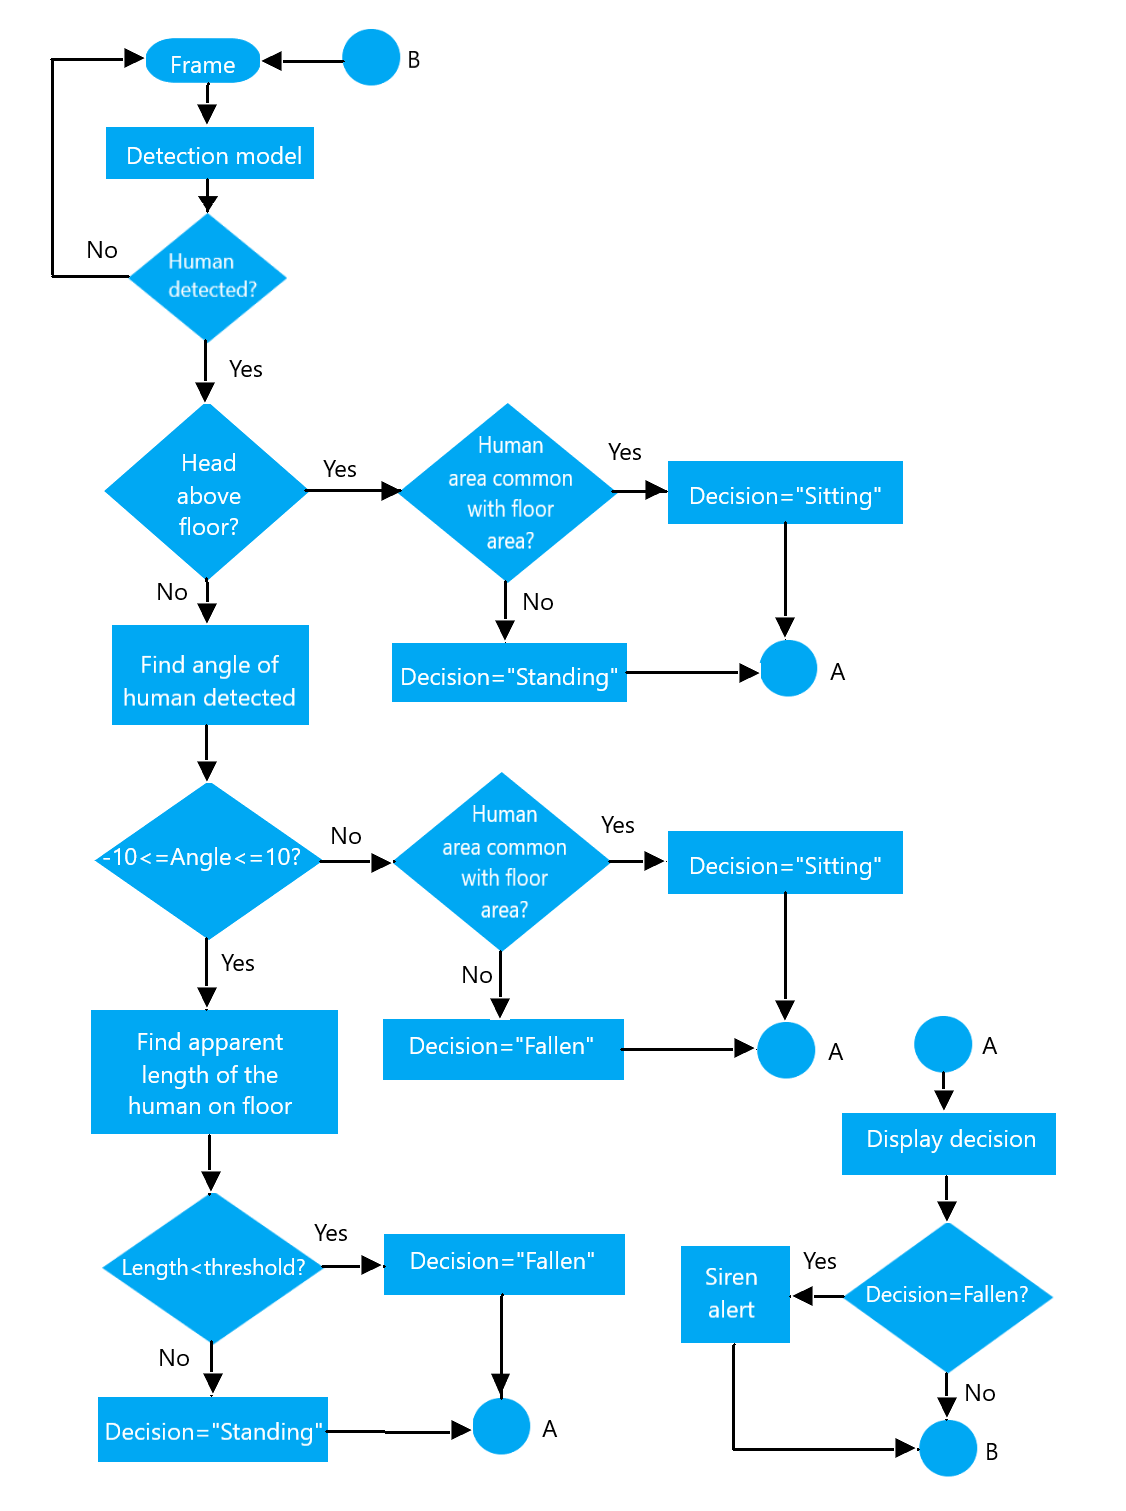 Frame
B
Detection model
No
Human
detected?
Yes
Head
above
floor?
Yes
Human
area common
with floor
area?
Yes
Decision="Sitting"
No
No
Find angle of
human detected
Decision="Standing"
A
-10<=Angle<=10?
No
Human
area common
with floor
area?
Yes
Decision="Sitting"
Yes
No
Find apparent
length of the
human on floor
Decision="Fallen"
A
A
Display decision
Length<threshold?
Yes
Decision="Fallen"
Siren
alert
Yes
Decision=Fallen?
No
No
Decision="Standing"
A
B